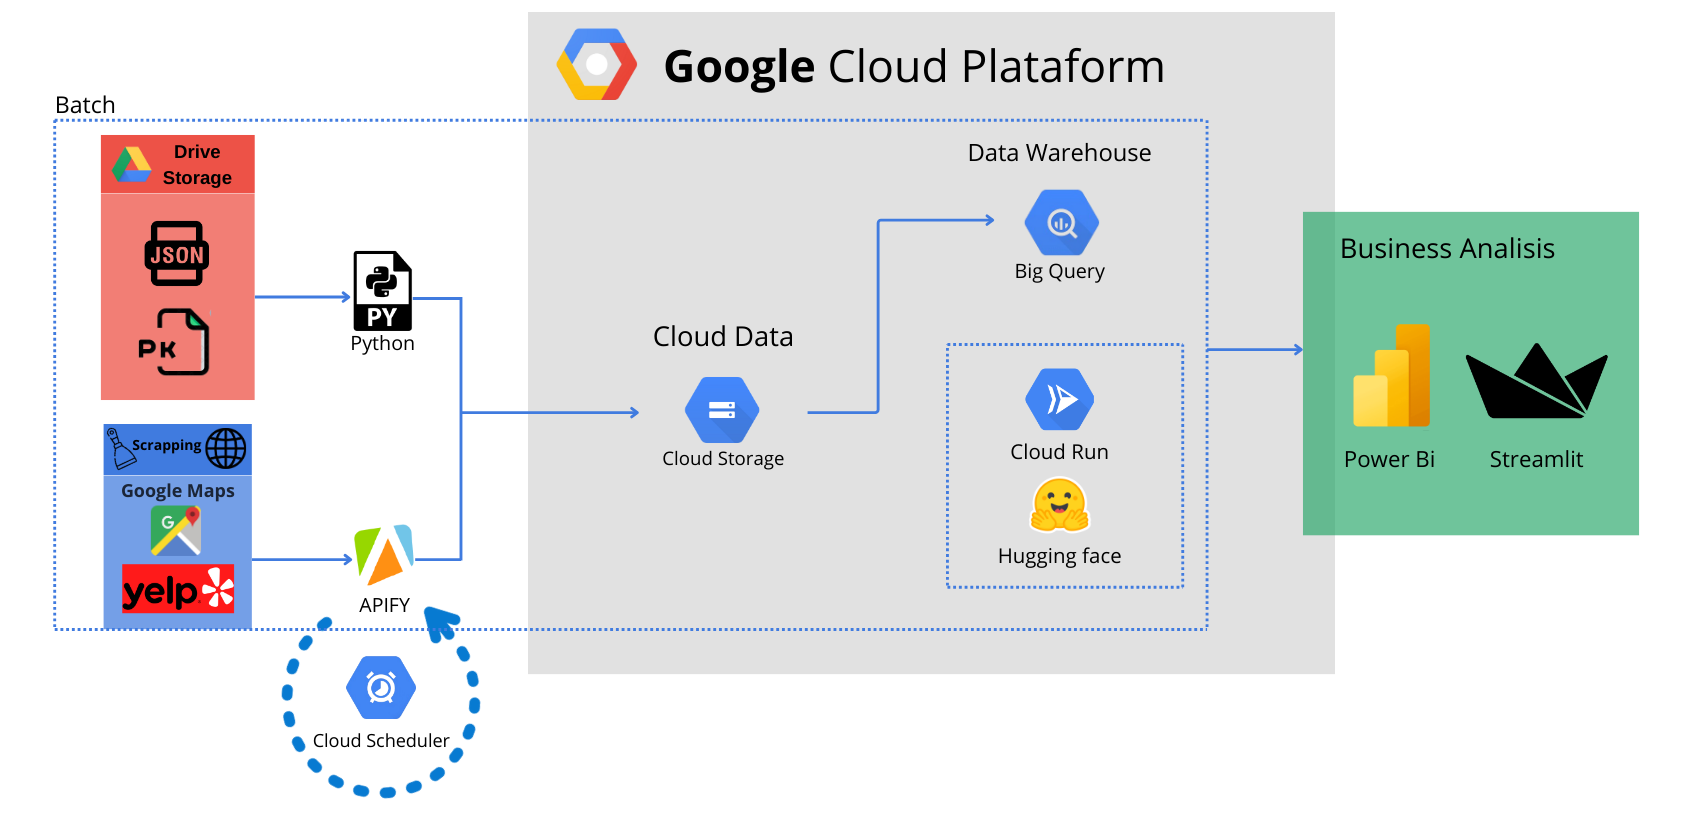 Google Cloud Plataform
Batch
Drive
Storage
JSON
PK
PY
Python
Scrapping
Google Maps
G
yelp
APIFY
Cloud Scheduler
Cloud Data
Cloud Storage
Data Warehouse
Big Query
Cloud Run
Hugging face
Business Analisis
Power Bi
Streamlit